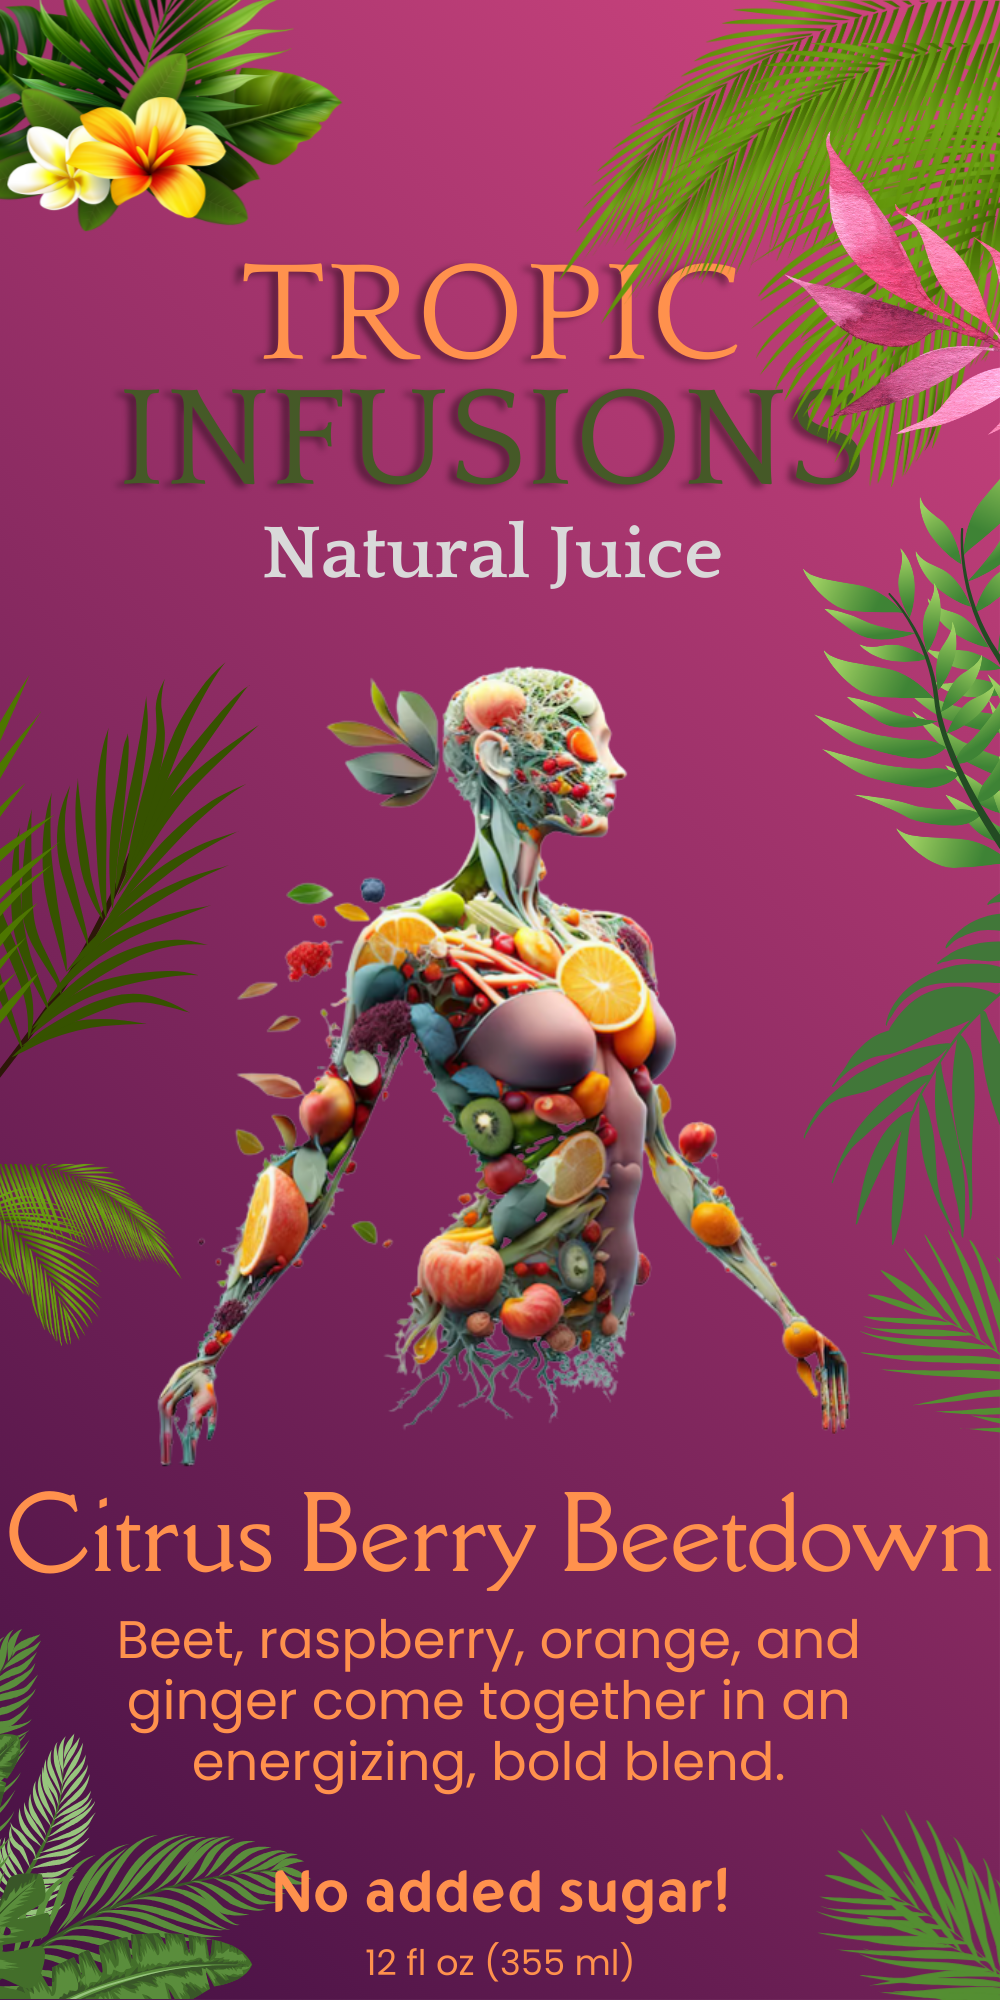 TROPIC
INFUSIONS
Natural Juice
Citrus Berry Beetdown
Beet, raspberry, orange, and
ginger come together in an
energizing, bold blend.
No added sugar!
12 fl oz (355 ml)